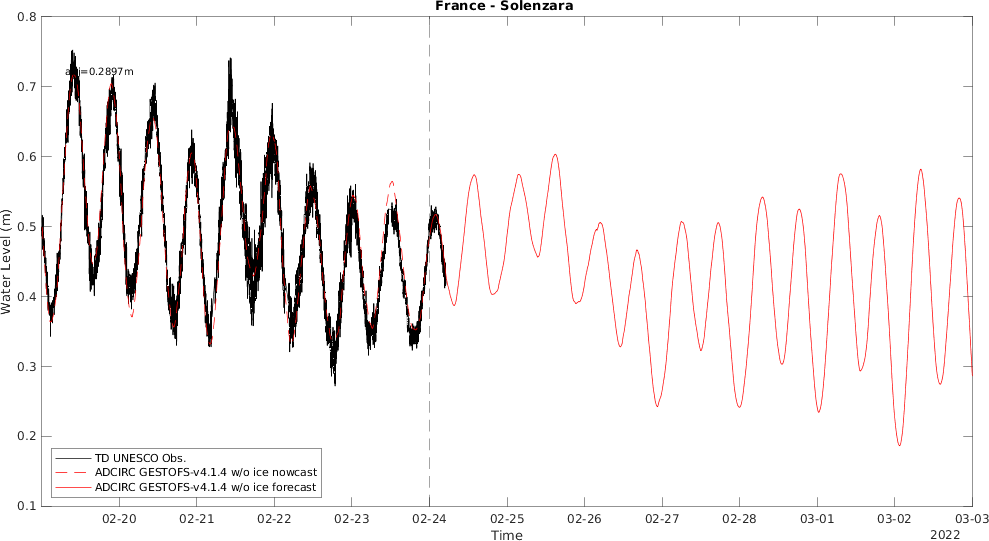 France - Solenzara
0.8
0.7
0.6
0.5
0.4
0.3
0.2
0.1
Water Level (m)
=0.2897m
TD UNESCO Obs.
ADCIRC GESTOFS-v4.1.4 w/o ice nowcast
ADCIRC GESTOFS-v4.1.4 w/o ice forecast
02-20 02-21 02-22 02-23 02-24 02-25 02-26 02-27 02-28 03-01 03-02 03-03
Time
2022